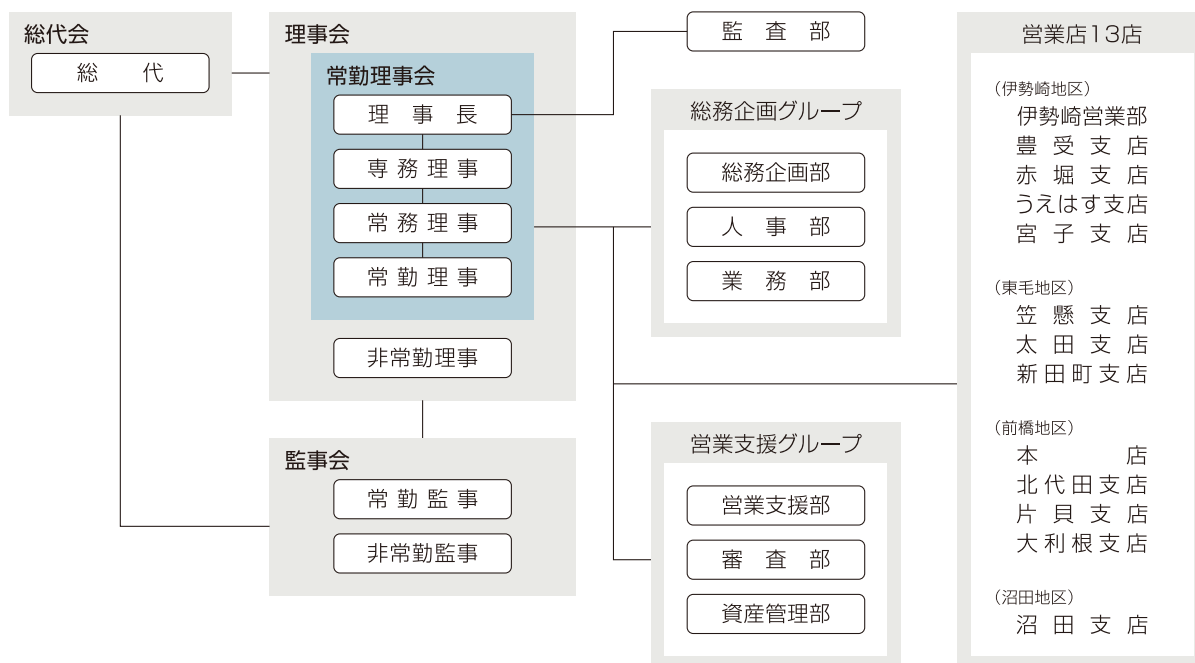 総代会
総代
理事会
常勤理事会
理事長
専務理事
常務理事
常勤理事
非常勤理事
監事会
常勤監事
非常勤監事
監査部
総務企画グループ
総務企画部
人事部
業務部
営業支援グループ
営業支援部
審査部
資産管理部
営業店13店
(伊勢崎地区)
伊勢崎営業部
豊受支店
赤堀支店
うえはす支店
宮子支店
(東毛地区)
笠懸支店
太田支店
新田町支店
(前橋地区)
本店
北代田支店
片貝支店
大利根支店
(沼田地区)
沼田支店